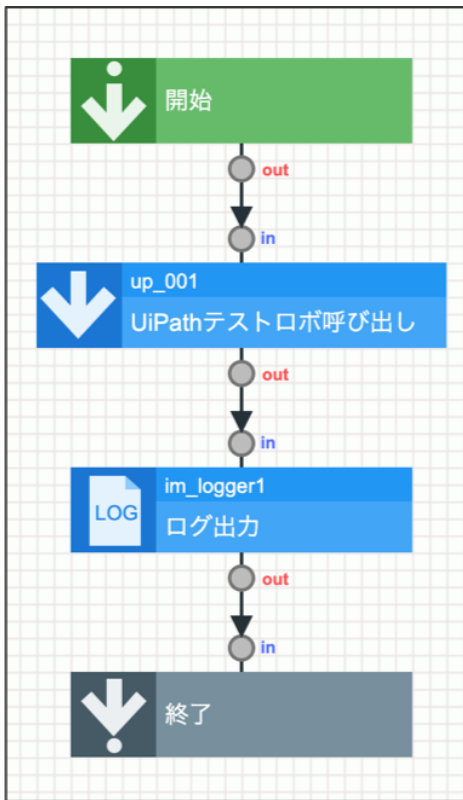 開始
out
in
up_001
UiPathテストロボ呼び出し
out
in
im_logger1
LOG
ログ出力
out
in
終了